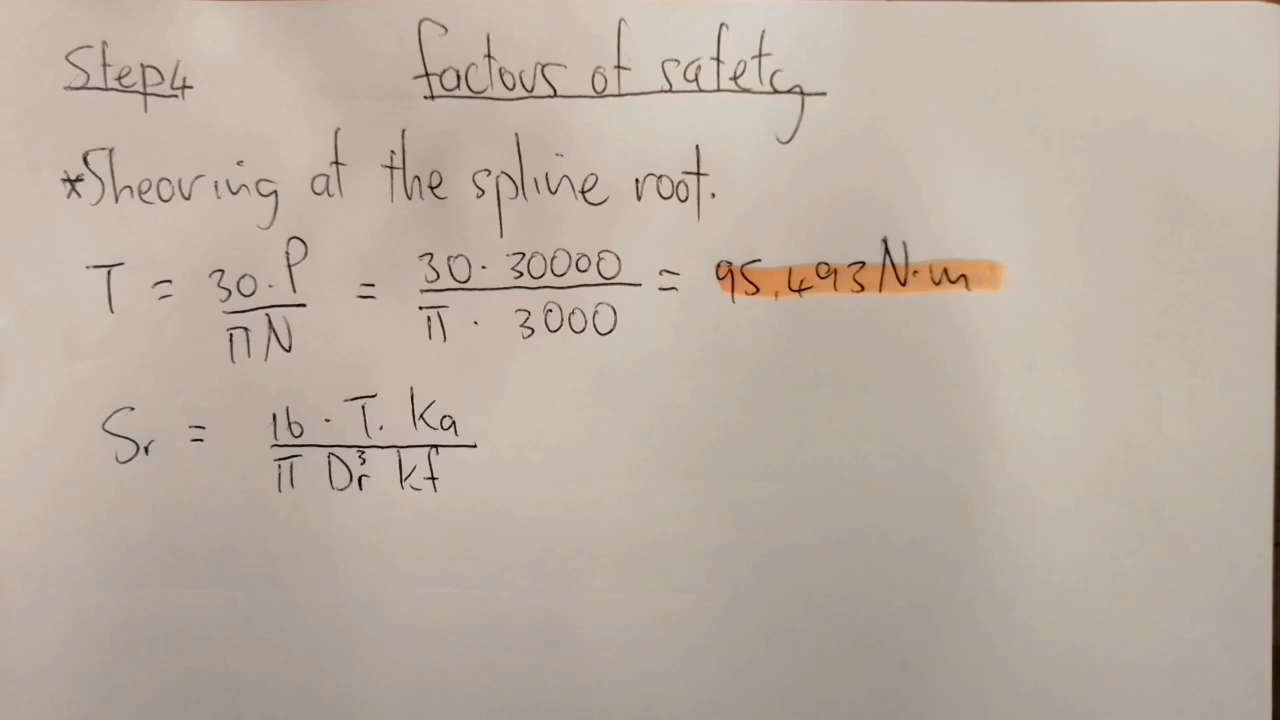 Step4 factors of safety
*Shearing at the spline root.
T = 30.P / πN = 30. 30000 / π . 3000 = 95,493 N.m
Sr = 16 . T. Ka / π Dr³ kf